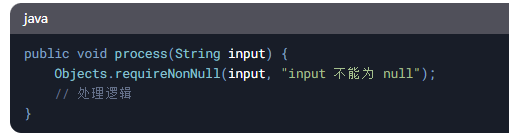 java
public void process(String input) {
    Objects.requireNonNull(input, "input 不能为 null");
    // 处理逻辑
}